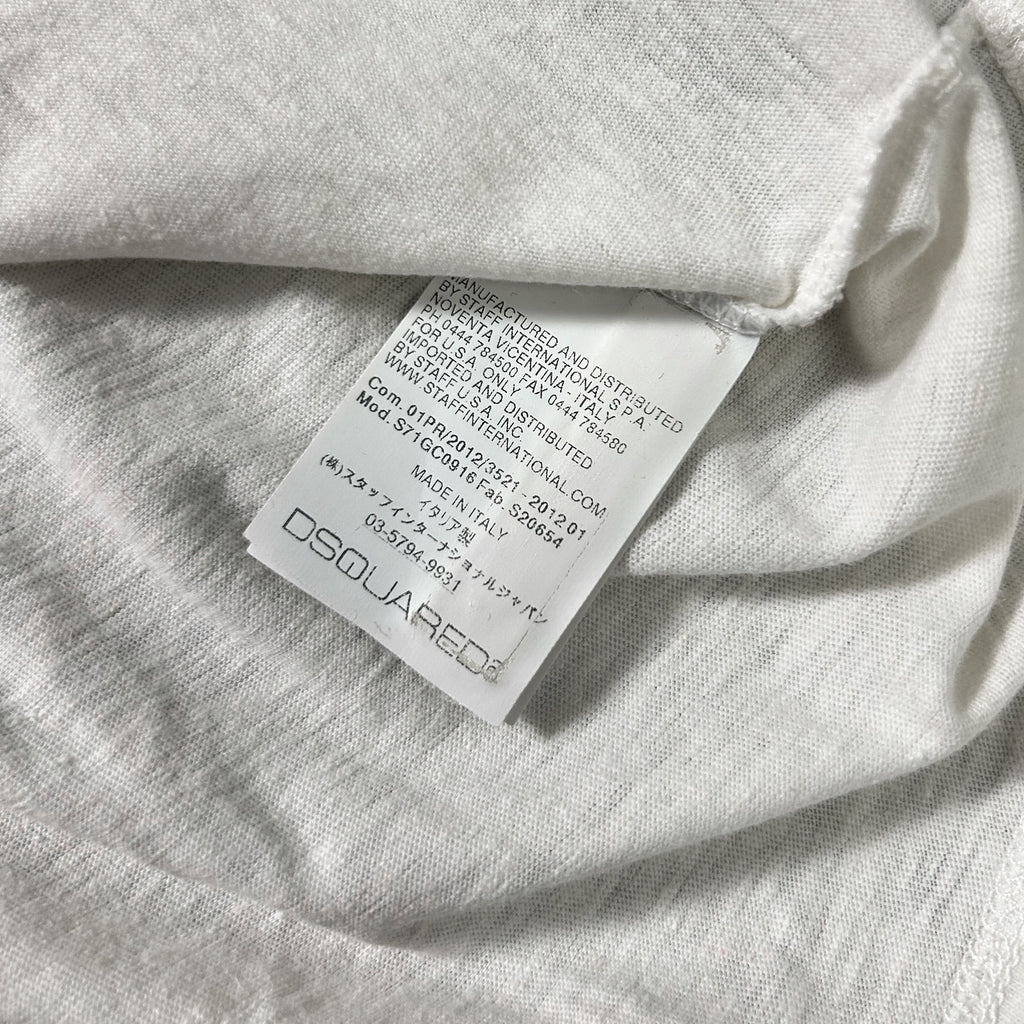 MANUFACTURED AND DISTRIBUTED
BY STAFF INTERNATIONAL S.P.A.
NOVENTA VICENTINA - ITALY
PH 0444 784500 FAX 0444 784580
FOR U.S.A. ONLY
IMPORTED AND DISTRIBUTED
BY STAFF U.S.A. INC.
WWW.STAFFINTERNATIONAL.COM
Com. 01PR/2012/3521 - 2012 01
Mod. S71GC0916 Fab. S20654
MADE IN ITALY
イタリア製
(株)スタッフインターナショナルジャパン
03-5794-9931
DSQUARED2